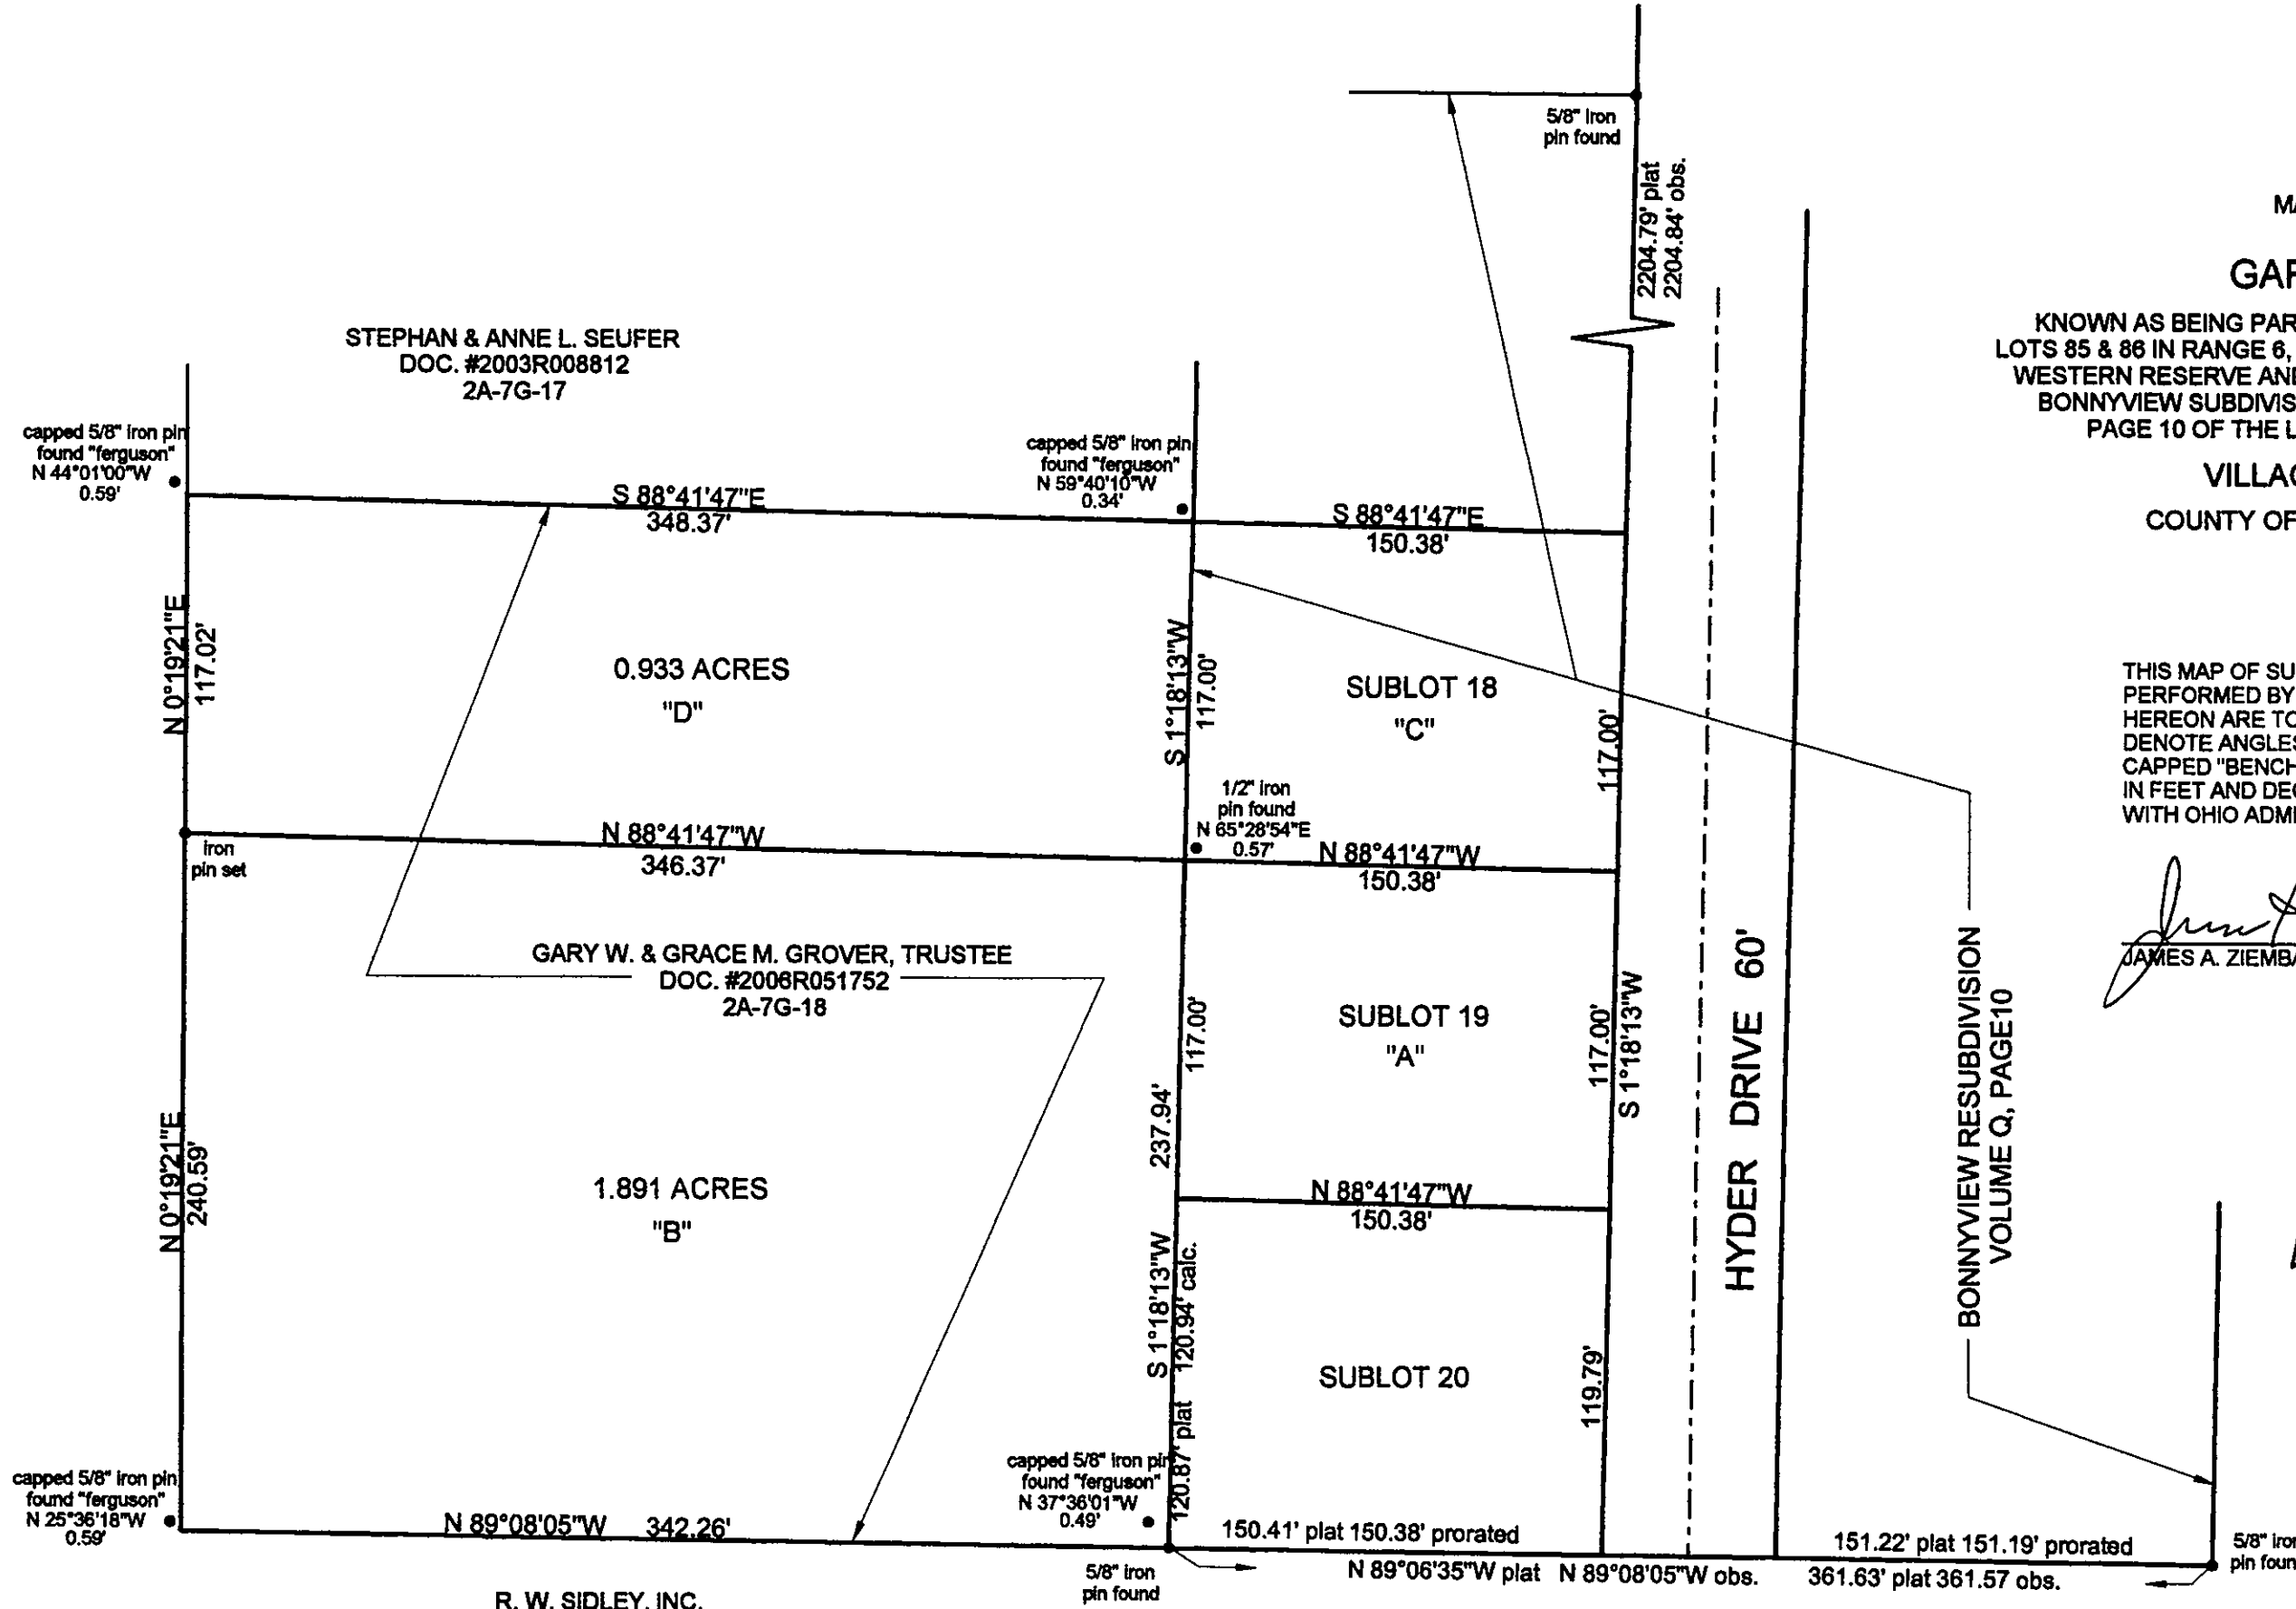 5/8" iron
pin found
2204.79' plat
2204.84' obs.
STEPHAN & ANNE L. SEUFER
DOC. #2003R008812
2A-7G-17
capped 5/8" iron pin
found "ferguson"
N 44°01'00"W
0.59'
capped 5/8" iron pin
found "ferguson"
N 59°40'10"W
0.34'
S 88°41'47"E
348.37'
S 88°41'47"E
150.38'
N 0°19'21"E
117.02'
0.933 ACRES
"D"
S 1°18'13"W
117.00'
SUBLOT 18
"C"
117.00'
1/2" iron
pin found
N 65°28'54"E
0.57'
iron
pin set
N 88°41'47"W
346.37'
N 88°41'47"W
150.38'
GARY W. & GRACE M. GROVER, TRUSTEE
DOC. #2006R051752
2A-7G-18
117.00'
237.94'
SUBLOT 19
"A"
117.00'
S 1°18'13"W
HYDER DRIVE 60'
N 0°19'21"E
240.59'
1.891 ACRES
"B"
N 88°41'47"W
150.38'
S 1°18'13"W
120.87' plat 120.94' calc.
SUBLOT 20
119.79'
BONNYVIEW RESUBDIVISION
VOLUME Q, PAGE10
capped 5/8" iron pin
found "ferguson"
N 25°36'18"W
0.59'
N 89°08'05"W 342.26'
capped 5/8" iron pin
found "ferguson"
N 37°36'01"W
0.49'
5/8" iron
pin found
150.41' plat 150.38' prorated
N 89°06'35"W plat N 89°08'05"W obs.
151.22' plat 151.19' prorated
361.63' plat 361.57 obs.
R. W. SIDLEY, INC.
MA
GAR
KNOWN AS BEING PAR
LOTS 85 & 86 IN RANGE 6,
WESTERN RESERVE AN
BONNYVIEW SUBDIVIS
PAGE 10 OF THE L
VILLAG
COUNTY OF
THIS MAP OF SU
PERFORMED BY
HEREON ARE TO
DENOTE ANGLES
CAPPED "BENCH
IN FEET AND DEC
WITH OHIO ADMI
JAMES A. ZIEMBA
5/8" iron
pin foun